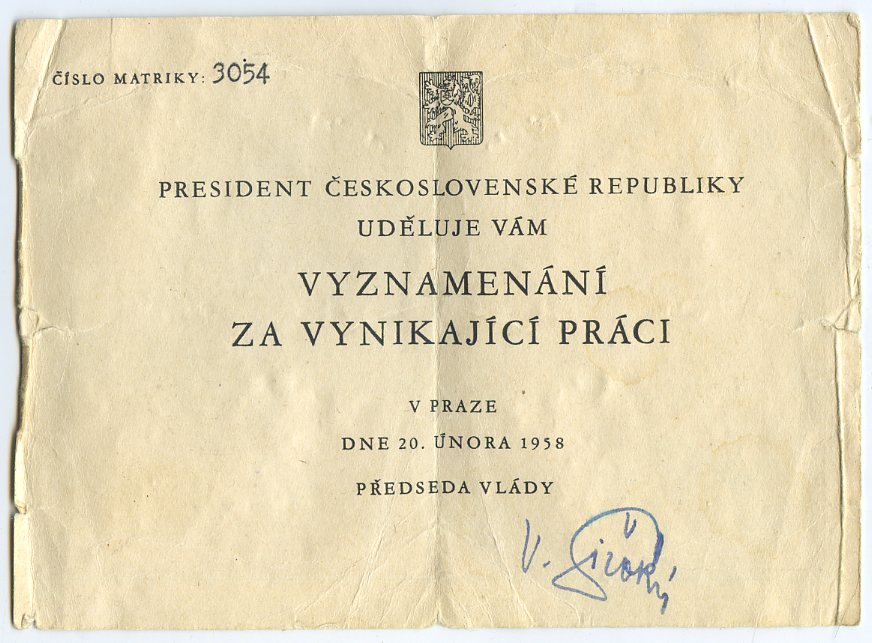 ČÍSLO MATRIKY: 3054
PRESIDENT ČESKOSLOVENSKÉ REPUBLIKY
UDĚLUJE VÁM
VYZNAMENÁNÍ
ZA VYNIKAJÍCÍ PRÁCI
V PRAZE
DNE 20. ÚNORA 1958
PŘEDSEDA VLÁDY
V. Široký